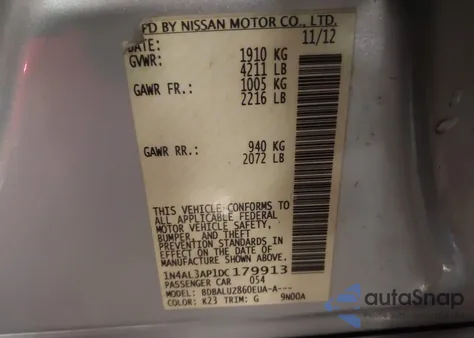 FD BY NISSAN MOTOR CO., LTD.
DATE: 11/12
GVWR: 1910 KG
4211 LB
GAWR FR.: 1005 KG
2216 LB
GAWR RR.: 940 KG
2072 LB
THIS VEHICLE CONFORMS TO
ALL APPLICABLE FEDERAL
MOTOR VEHICLE SAFETY,
BUMPER, AND THEFT
PREVENTION STANDARDS IN
EFFECT ON THE DATE OF
MANUFACTURE SHOWN ABOVE.
1N4AL3AP1DC179913
PASSENGER CAR 054
MODEL: BDBALU2860EUA-A---
COLOR: K23 TRIM: G 9N00A
autoSnap